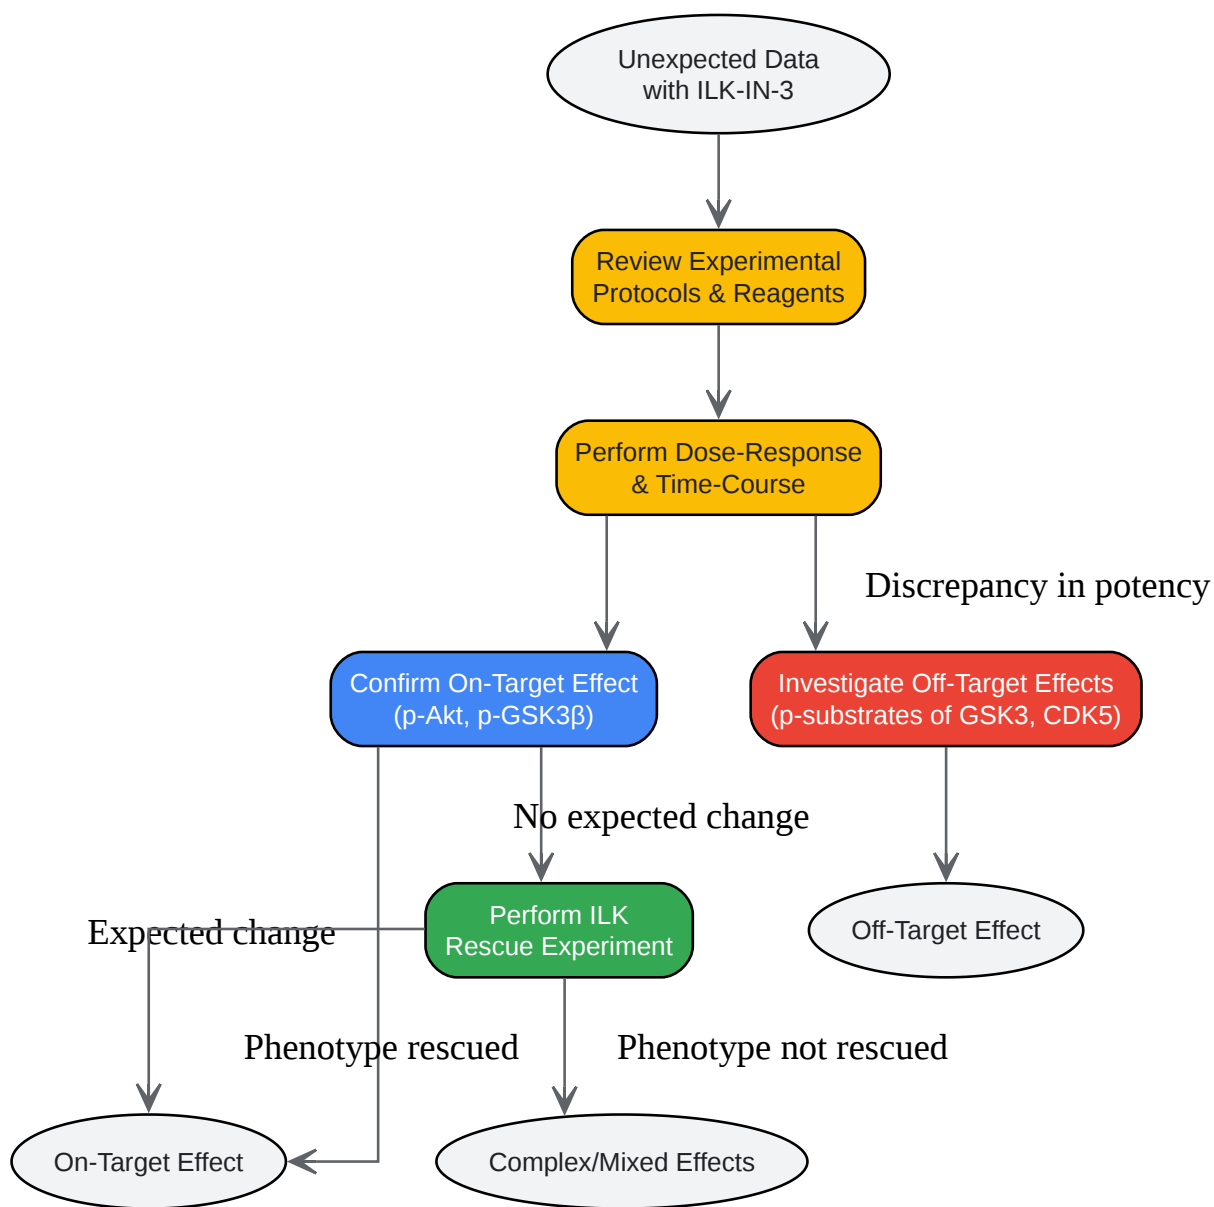 Unexpected Data
with ILK-IN-3
Review Experimental
Protocols & Reagents
Perform Dose-Response
& Time-Course
Discrepancy in potency
Confirm On-Target Effect
(p-Akt, p-GSK3β)
Investigate Off-Target Effects
(p-substrates of GSK3, CDK5)
No expected change
Perform ILK
Rescue Experiment
Expected change
Off-Target Effect
Phenotype rescued
Phenotype not rescued
On-Target Effect
Complex/Mixed Effects